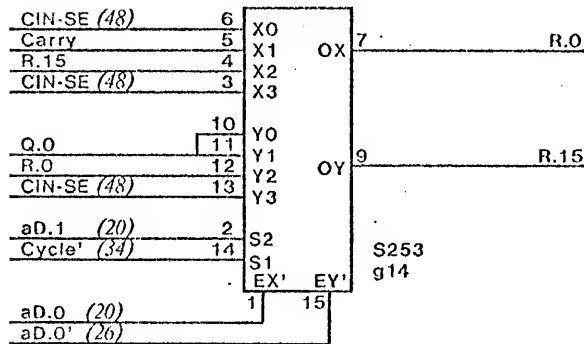 CIN-SE (48) 6 X0
Carry 5 X1 OX 7 R.0
R.15 4 X2
CIN-SE (48) 3 X3
10 Y0
Q.0 11 Y1
R.0 12 Y2 OY 9 R.15
CIN-SE (48) 13 Y3
aD.1 (20) 2 S2
Cycle' (34) 14 S1
S253
g14
EX' EY'
1 15
aD.0 (20)
aD.0' (26)